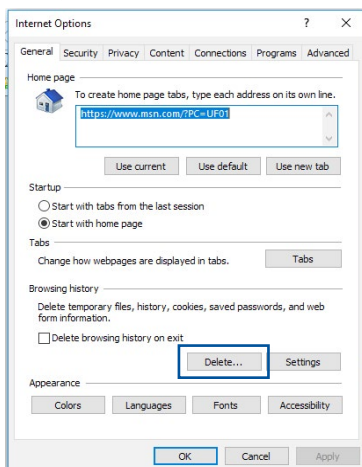 Internet Options ? X
General Security Privacy Content Connections Programs Advanced
Home page
To create home page tabs, type each address on its own line.
https://www.msn.com/?PC=UF01
Use current Use default Use new tab
Startup
Start with tabs from the last session
Start with home page
Tabs
Change how webpages are displayed in tabs. Tabs
Browsing history
Delete temporary files, history, cookies, saved passwords, and web
form information.
Delete browsing history on exit
Delete... Settings
Appearance
Colors Languages Fonts Accessibility
OK Cancel Apply